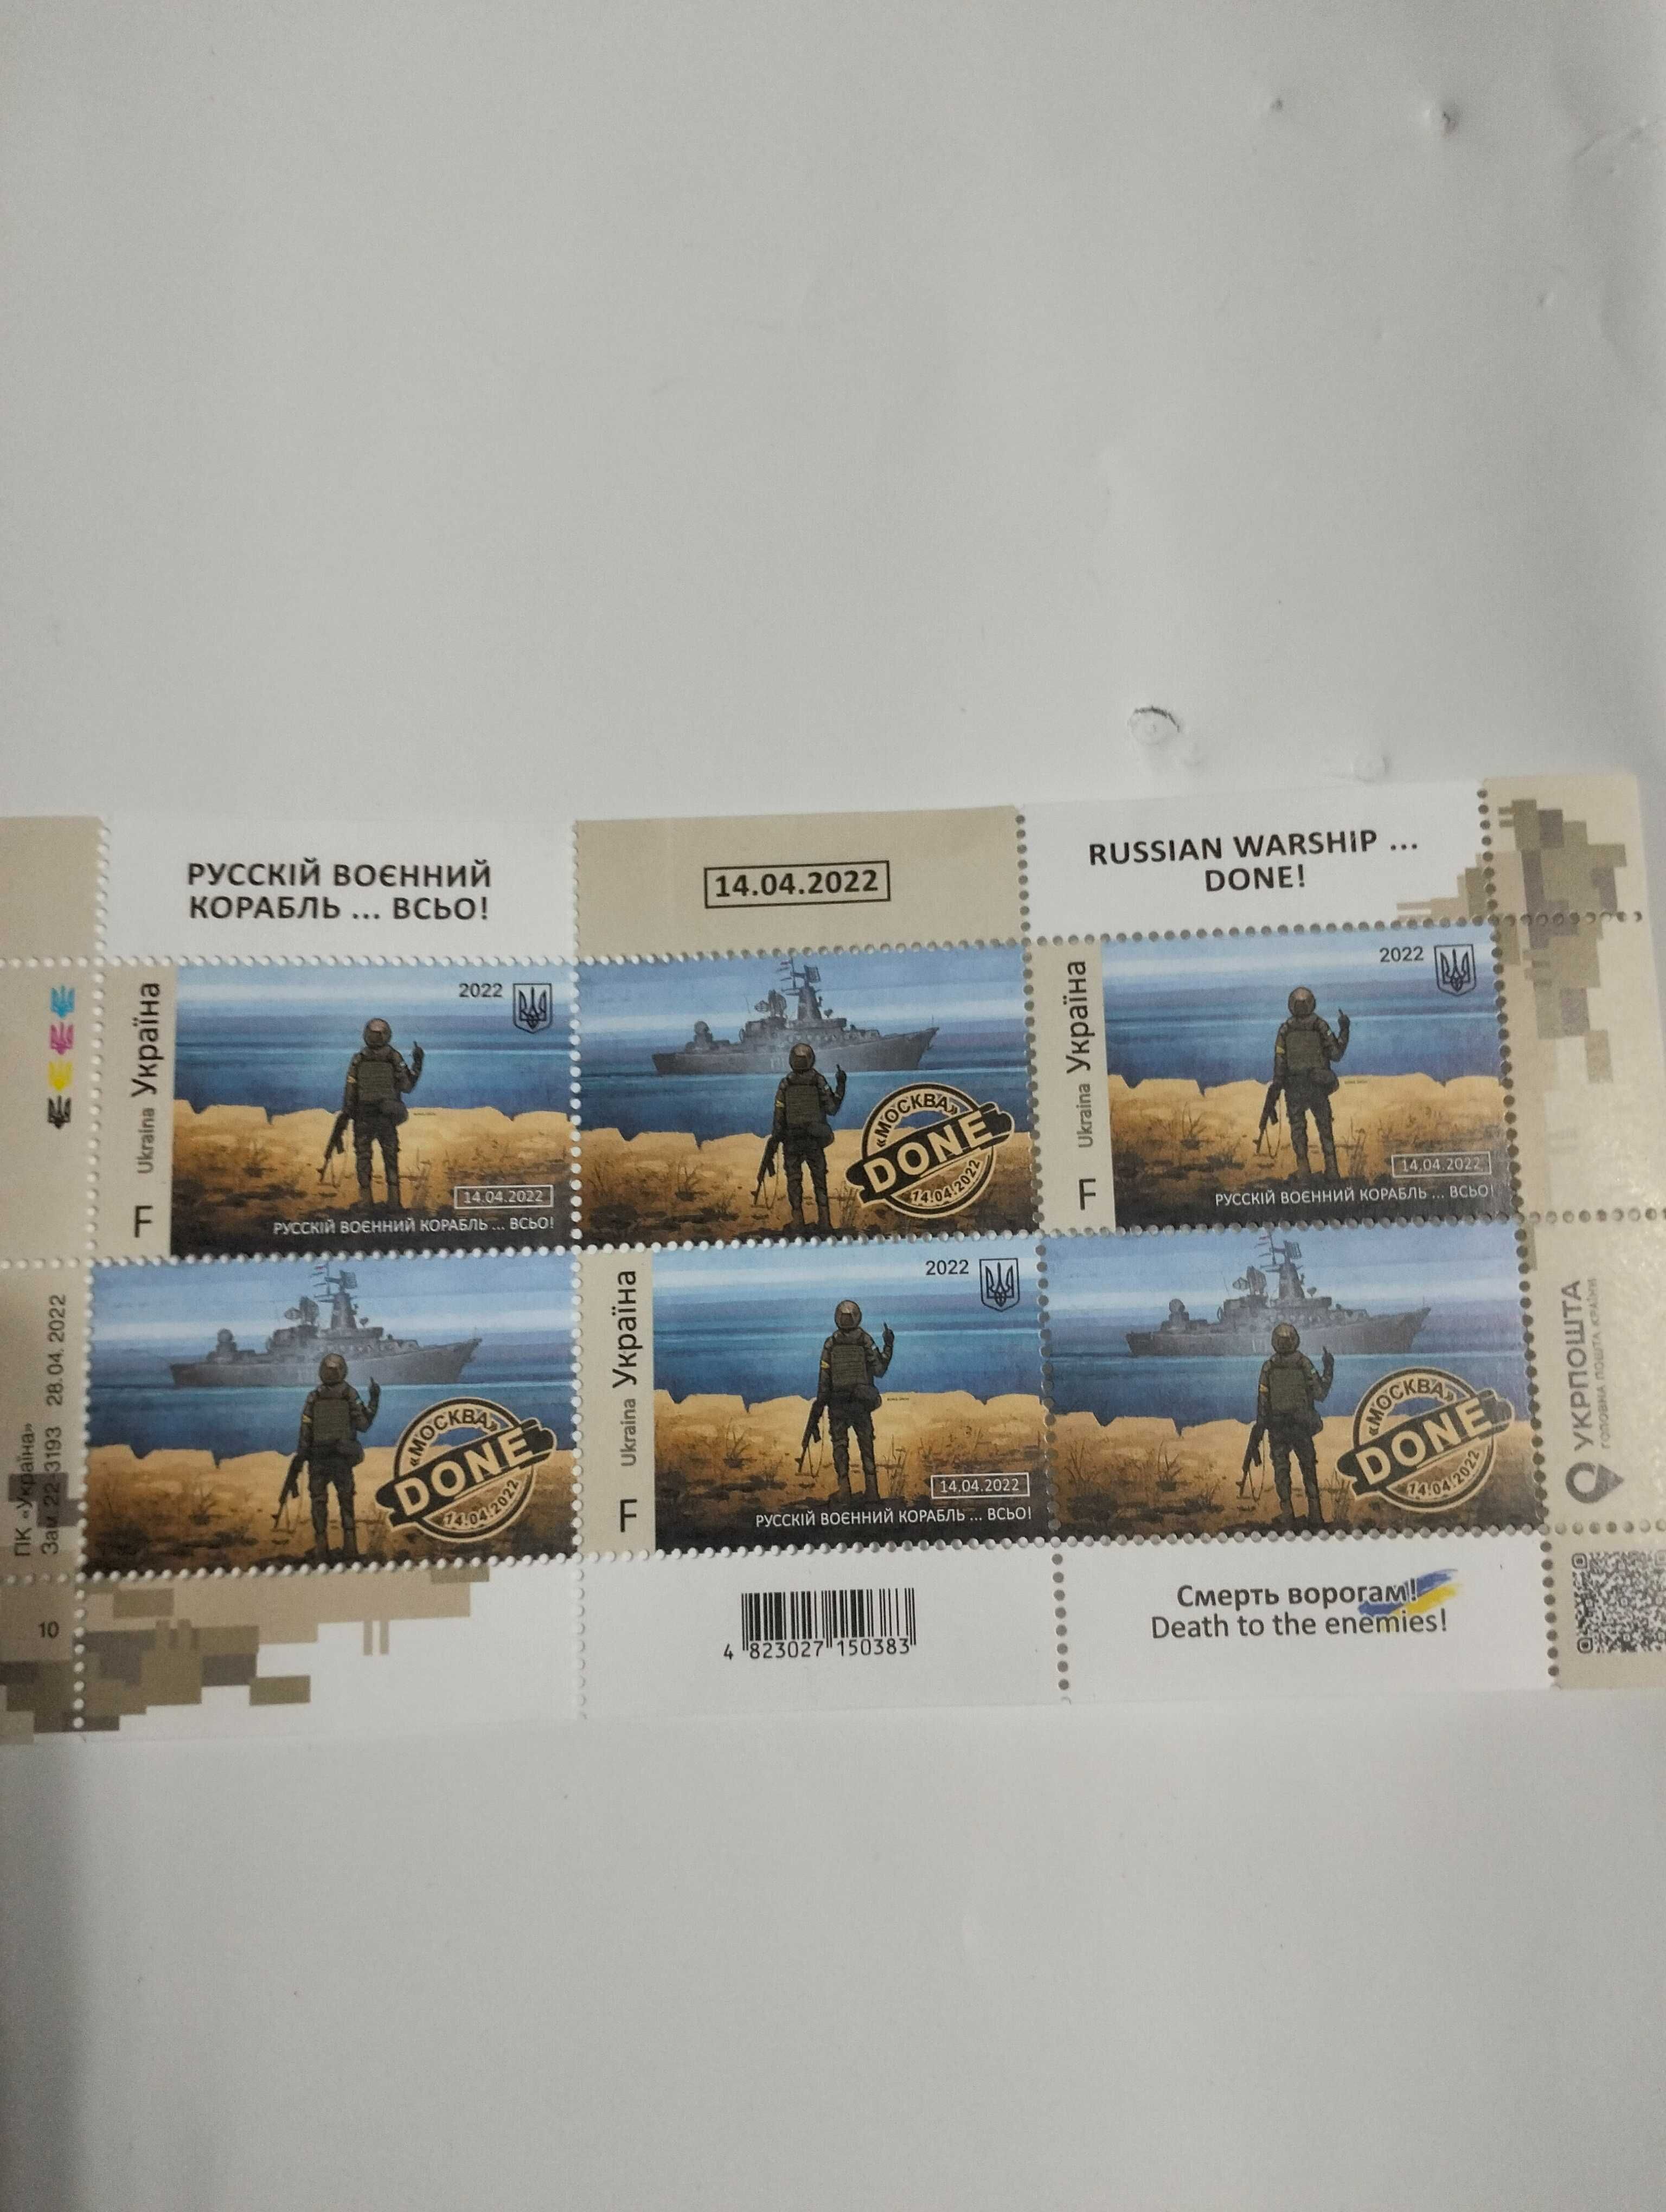 РУССКІЙ ВОЄННИЙ
КОРАБЛЬ ... ВСЬО!
14.04.2022
RUSSIAN WARSHIP ...
DONE!
Ukraina Україна
F
2022
14.04.2022
РУССКІЙ ВОЄННИЙ КОРАБЛЬ ... ВСЬО!
«МОСКВА»
DONE
14.04.2022
Ukraina Україна
F
2022
14.04.2022
РУССКІЙ ВОЄННИЙ КОРАБЛЬ ... ВСЬО!
ПК «Україна»
Зам. 22-3193 28.04.2022
«МОСКВА»
DONE
14.04.2022
Ukraina Україна
F
2022
14.04.2022
РУССКІЙ ВОЄННИЙ КОРАБЛЬ ... ВСЬО!
«МОСКВА»
DONE
14.04.2022
УКРПОШТА
ГОЛОВНА ПОШТА КРАЇНИ
10
4 823027 150383
Смерть ворогам!
Death to the enemies!